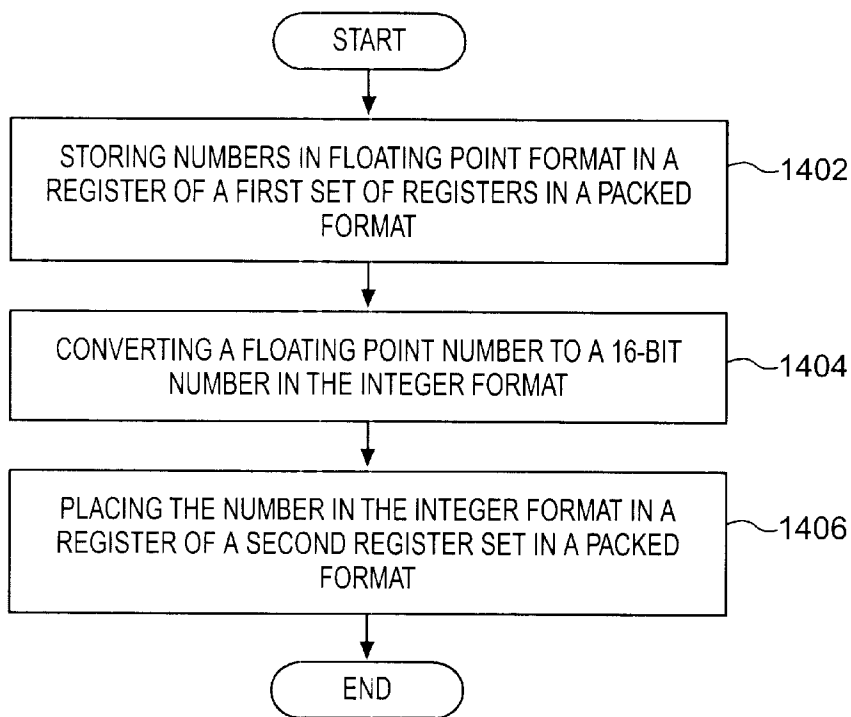 START
STORING NUMBERS IN FLOATING POINT FORMAT IN A
REGISTER OF A FIRST SET OF REGISTERS IN A PACKED
FORMAT
1402
CONVERTING A FLOATING POINT NUMBER TO A 16-BIT
NUMBER IN THE INTEGER FORMAT
1404
PLACING THE NUMBER IN THE INTEGER FORMAT IN A
REGISTER OF A SECOND REGISTER SET IN A PACKED
FORMAT
1406
END